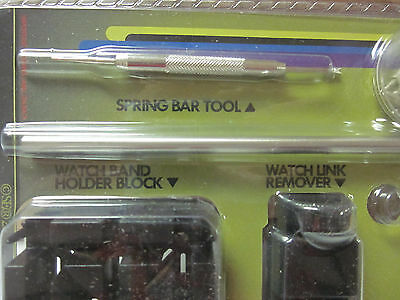 SPRING BAR TOOL ▲
WATCH BAND
HOLDER BLOCK ▼
WATCH LINK
REMOVER ▼